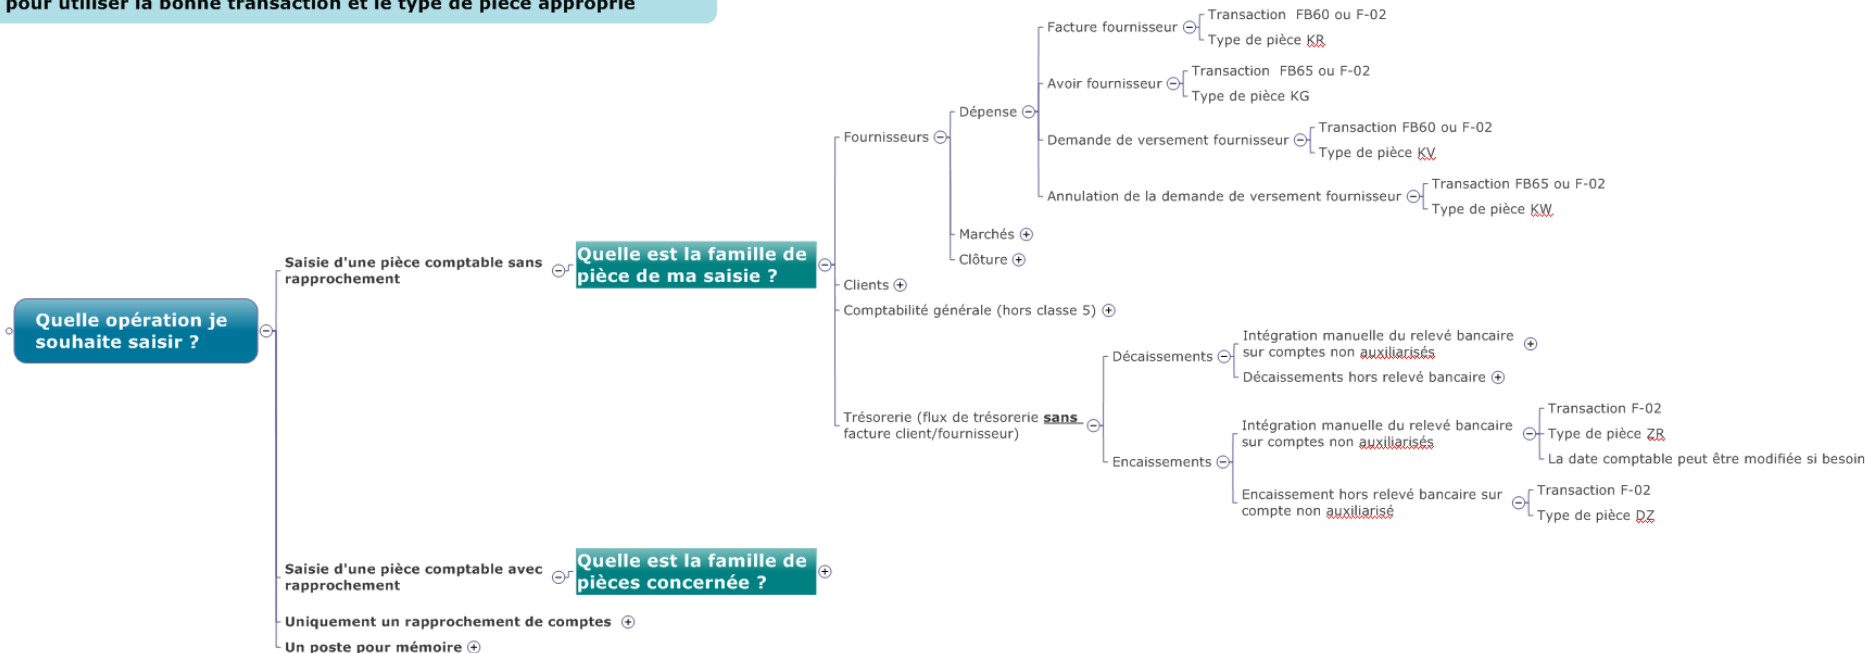 pour utiliser la bonne transaction et le type de pièce approprié
Quelle opération je
souhaite saisir ?
Saisie d'une pièce comptable sans
rapprochement
Quelle est la famille de
pièce de ma saisie ?
Fournisseurs
Dépense
Facture fournisseur
Transaction  FB60 ou F-02
Type de pièce KR
Avoir fournisseur
Transaction  FB65 ou F-02
Type de pièce KG
Demande de versement fournisseur
Transaction FB60 ou F-02
Type de pièce KV
Annulation de la demande de versement fournisseur
Transaction FB65 ou F-02
Type de pièce KW
Marchés
Clôture
Clients
Comptabilité générale (hors classe 5)
Trésorerie (flux de trésorerie sans
facture client/fournisseur)
Décaissements
Intégration manuelle du relevé bancaire
sur comptes non auxiliarisés
Décaissements hors relevé bancaire
Encaissements
Intégration manuelle du relevé bancaire
sur comptes non auxiliarisés
Transaction F-02
Type de pièce ZR
La date comptable peut être modifiée si besoin
Encaissement hors relevé bancaire sur
compte non auxiliarisé
Transaction F-02
Type de pièce DZ
Saisie d'une pièce comptable avec
rapprochement
Quelle est la famille de
pièces concernée ?
Uniquement un rapprochement de comptes
Un poste pour mémoire